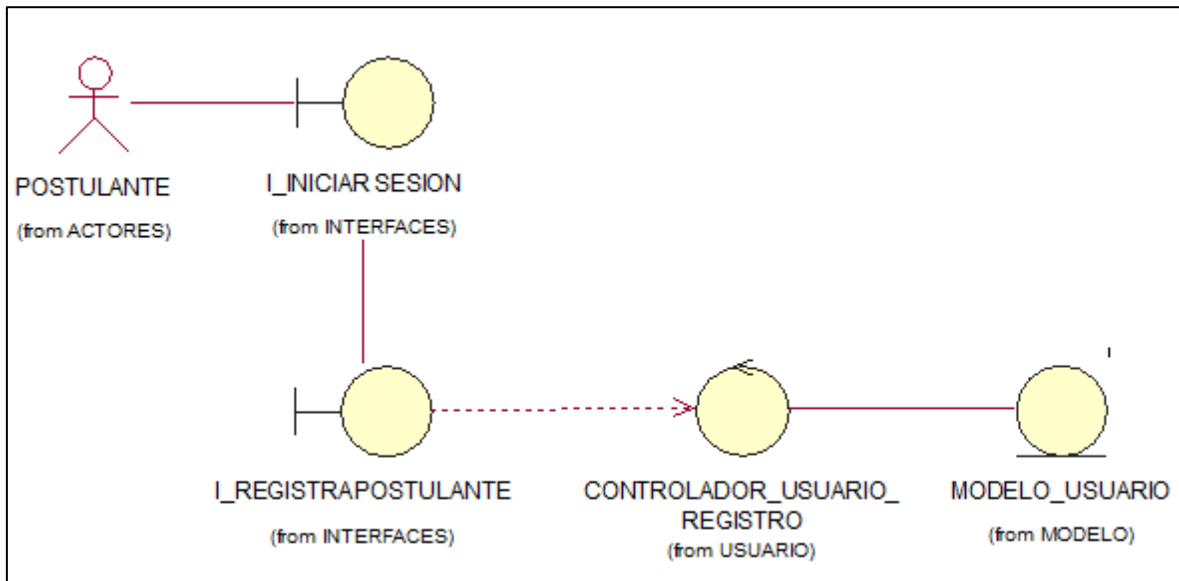 POSTULANTE
(from ACTORES)
I_INICIAR SESION
(from INTERFACES)
I_REGISTRAPOSTULANTE
(from INTERFACES)
CONTROLADOR_USUARIO_
REGISTRO
(from USUARIO)
MODELO_USUARIO
(from MODELO)